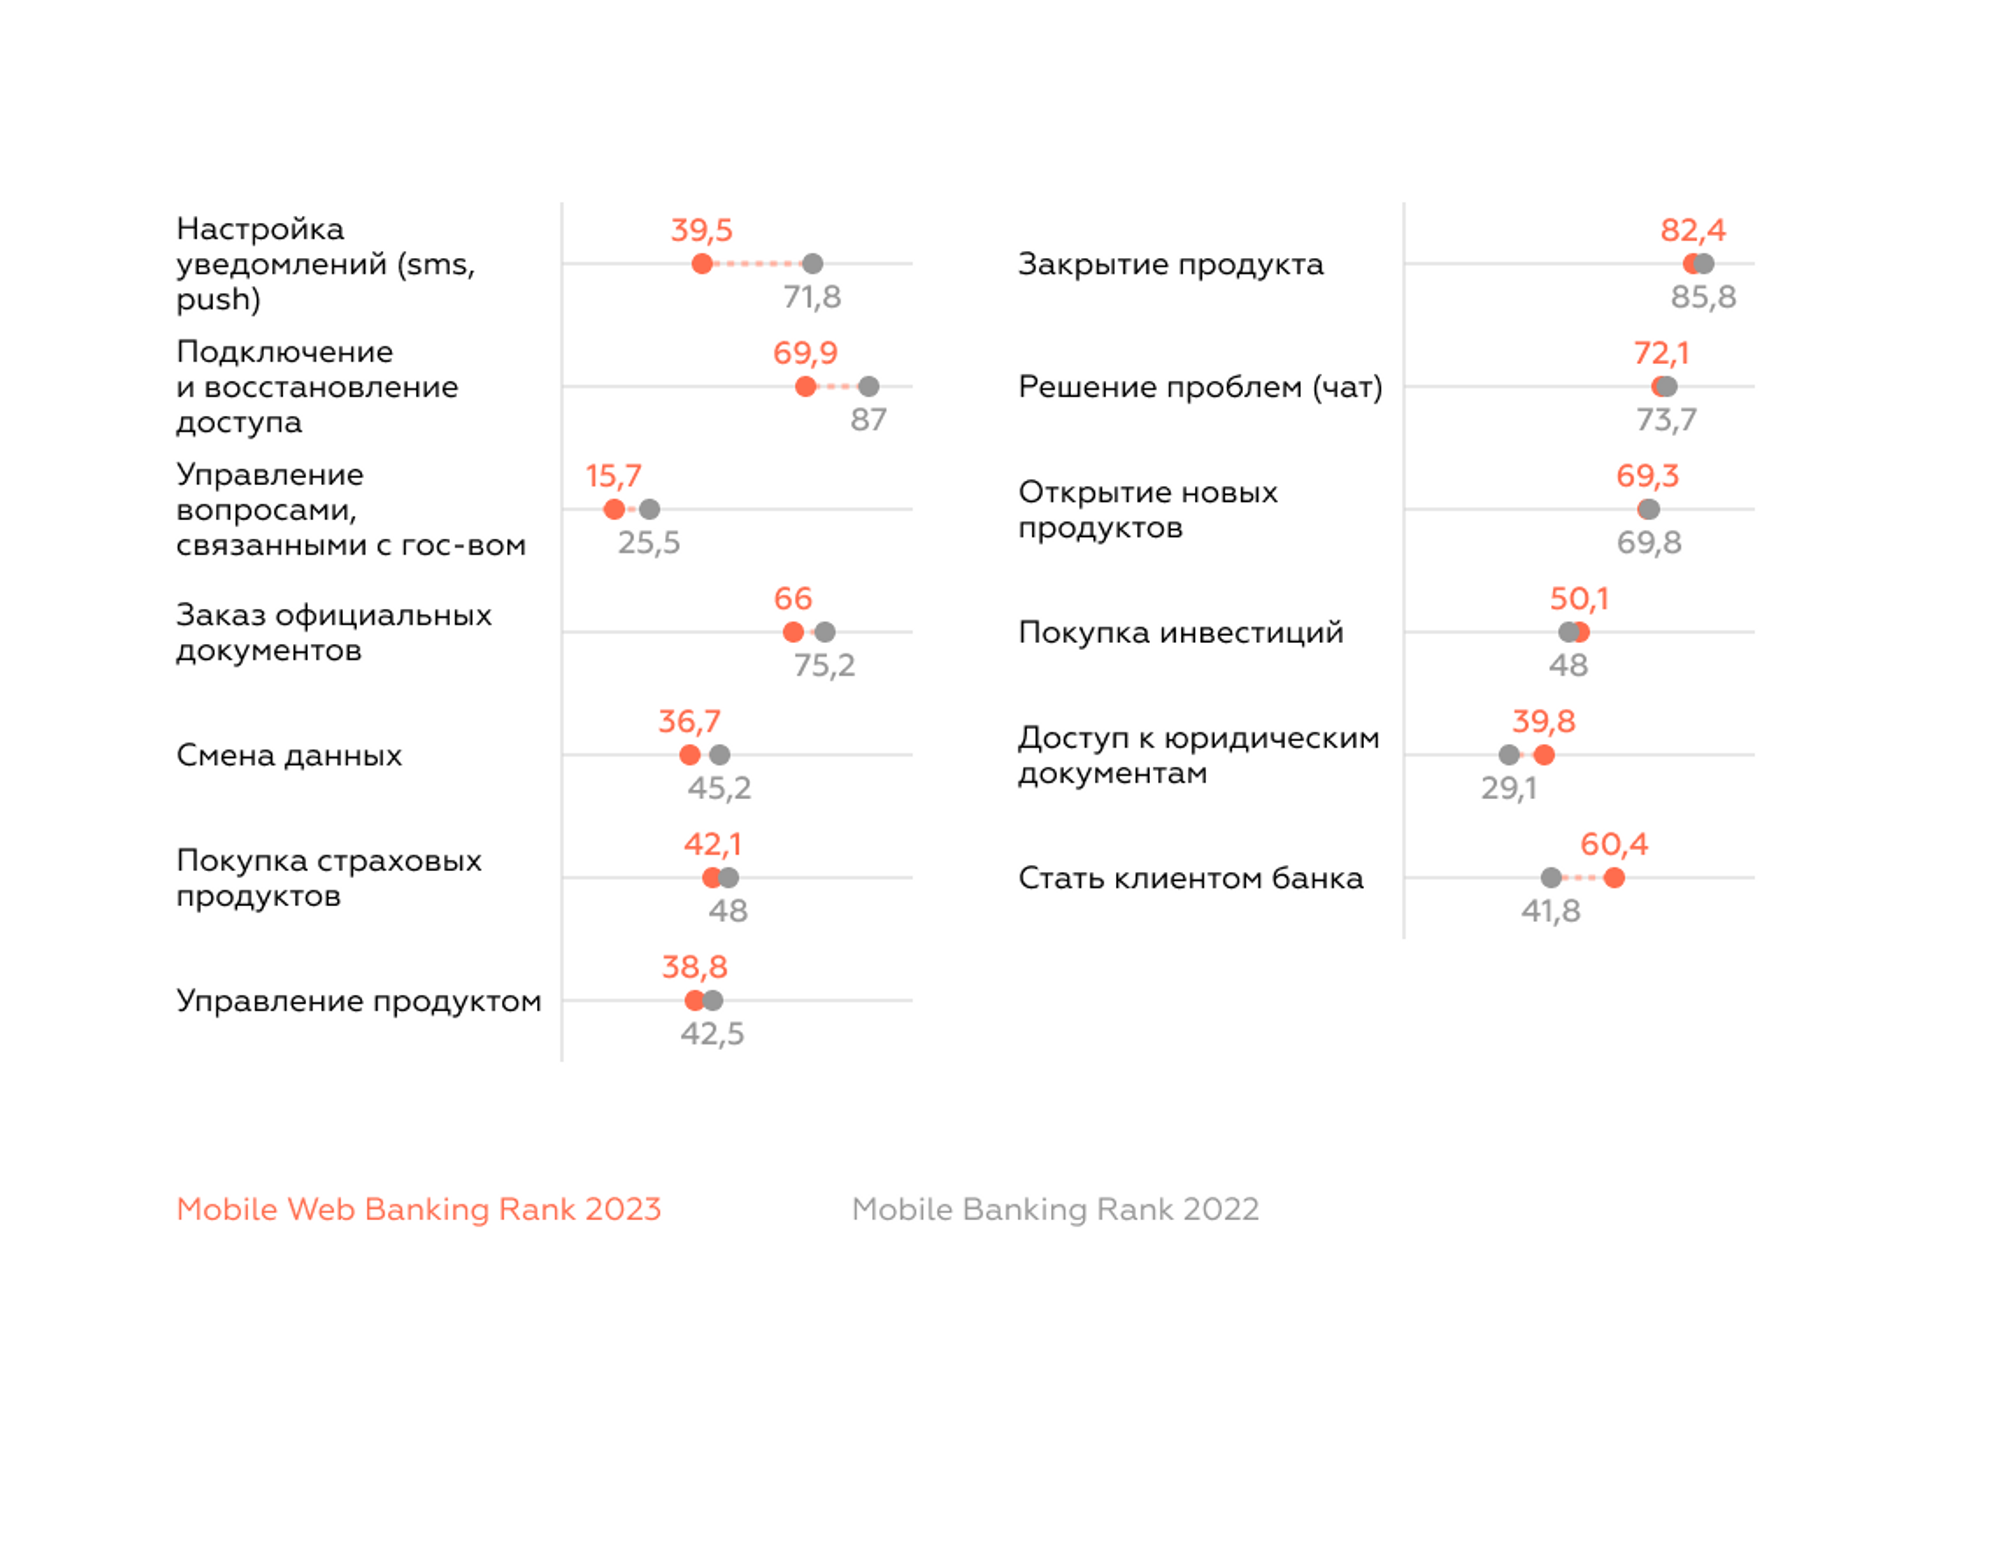 Настройка
уведомлений (sms,
push)
39,5
71,8
Подключение
и восстановление
доступа
69,9
87
Управление
вопросами,
связанными с гос-вом
15,7
25,5
Заказ официальных
документов
66
75,2
Смена данных
36,7
45,2
Покупка страховых
продуктов
42,1
48
Управление продуктом
38,8
42,5
Закрытие продукта
82,4
85,8
Решение проблем (чат)
72,1
73,7
Открытие новых
продуктов
69,3
69,8
Покупка инвестиций
50,1
48
Доступ к юридическим
документам
39,8
29,1
Стать клиентом банка
60,4
41,8
Mobile Web Banking Rank 2023
Mobile Banking Rank 2022